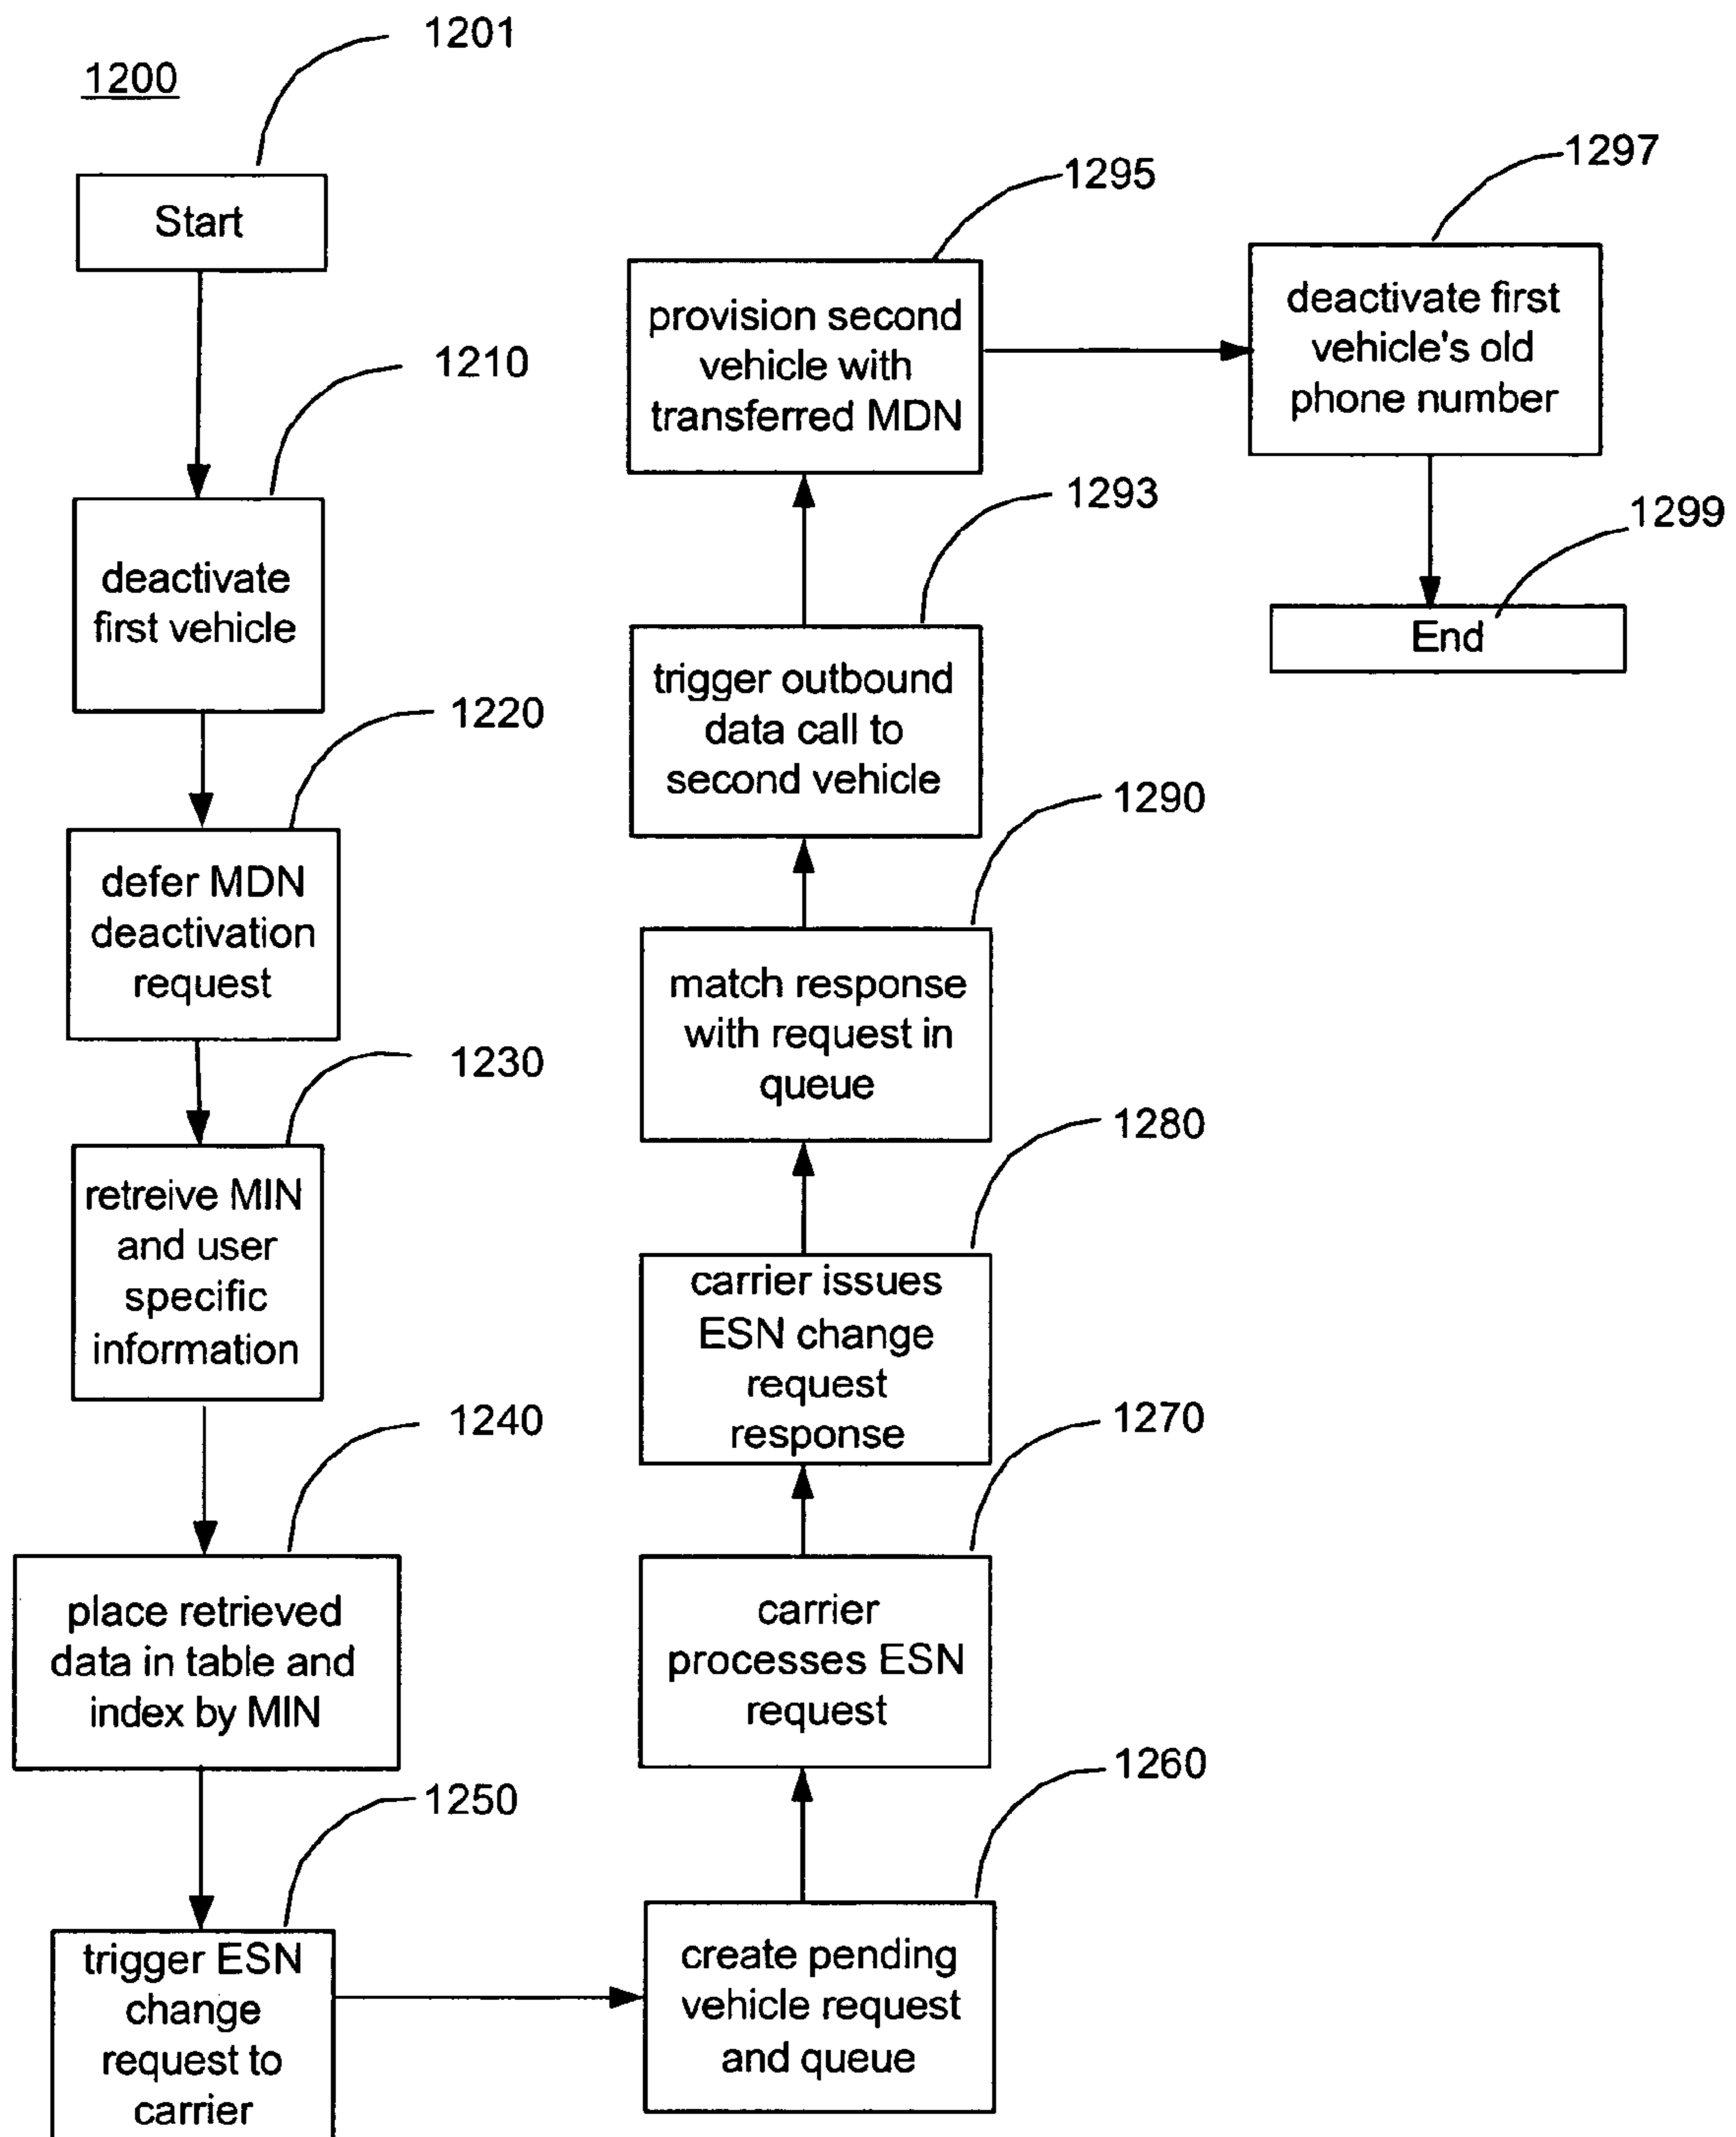 1200
1201
Start
1210
deactivate
first vehicle
1220
defer MDN
deactivation
request
1230
retreive MIN
and user
specific
information
1240
place retrieved
data in table and
index by MIN
1250
trigger ESN
change
request to
carrier
1260
create pending
vehicle request
and queue
1270
carrier
processes ESN
request
1280
carrier issues
ESN change
request
response
1290
match response
with request in
queue
1293
trigger outbound
data call to
second vehicle
1295
provision second
vehicle with
transferred MDN
1297
deactivate first
vehicle's old
phone number
1299
End